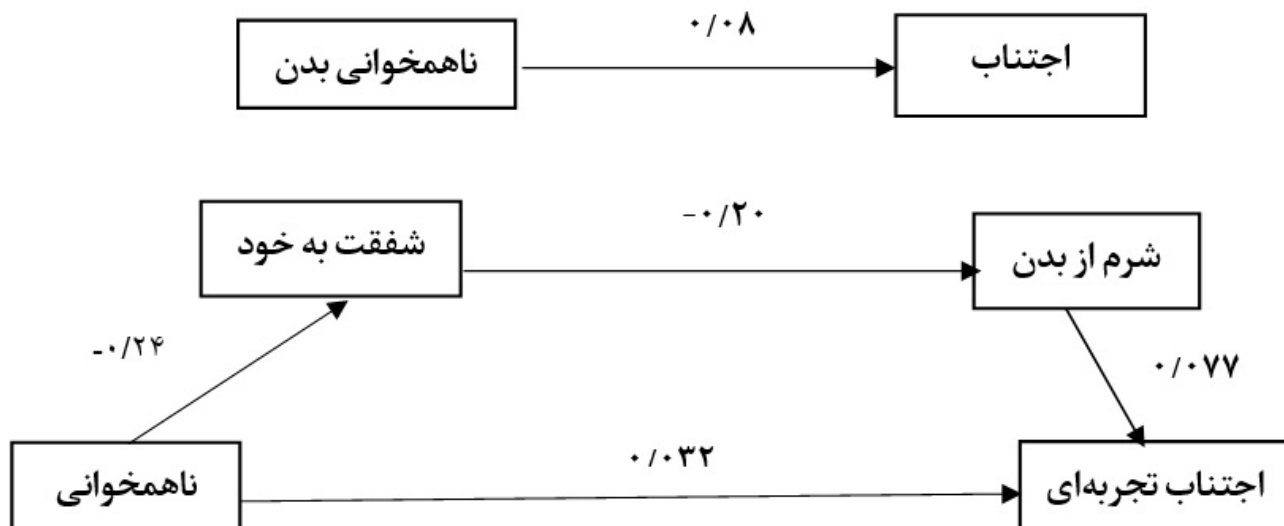 ۰/۰۸
اجتناب
ناهمخوانی بدن
-۰/۲۰
شرم از بدن
شفقت به خود
-۰/۲۴
۰/۰۷۷
۰/۰۳۲
اجتناب تجربه‌ای
ناهمخوانی